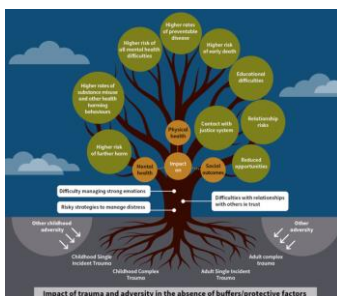 Higher rates
of preventable
disease
Higher risk of
all mental health
difficulties
Higher risk
of early death
Educational
difficulties
Higher rates of
substance misuse
and other health
harming
behaviours
Relationship
risks
Contact with
justice system
Physical
health
Higher risk
of further harm
Mental
health
Impact
on
Social
outcomes
Reduced
opportunities
Difficulty managing strong emotions
Risky strategies to manage distress
Difficulties with relationships
with others in trust
Other childhood
adversity
Other
adversity
Childhood Single
Incident Trauma
Childhood Complex
Trauma
Adult Single Incident
Trauma
Adult complex
trauma
Impact of trauma and adversity in the absence of buffers/protective factors